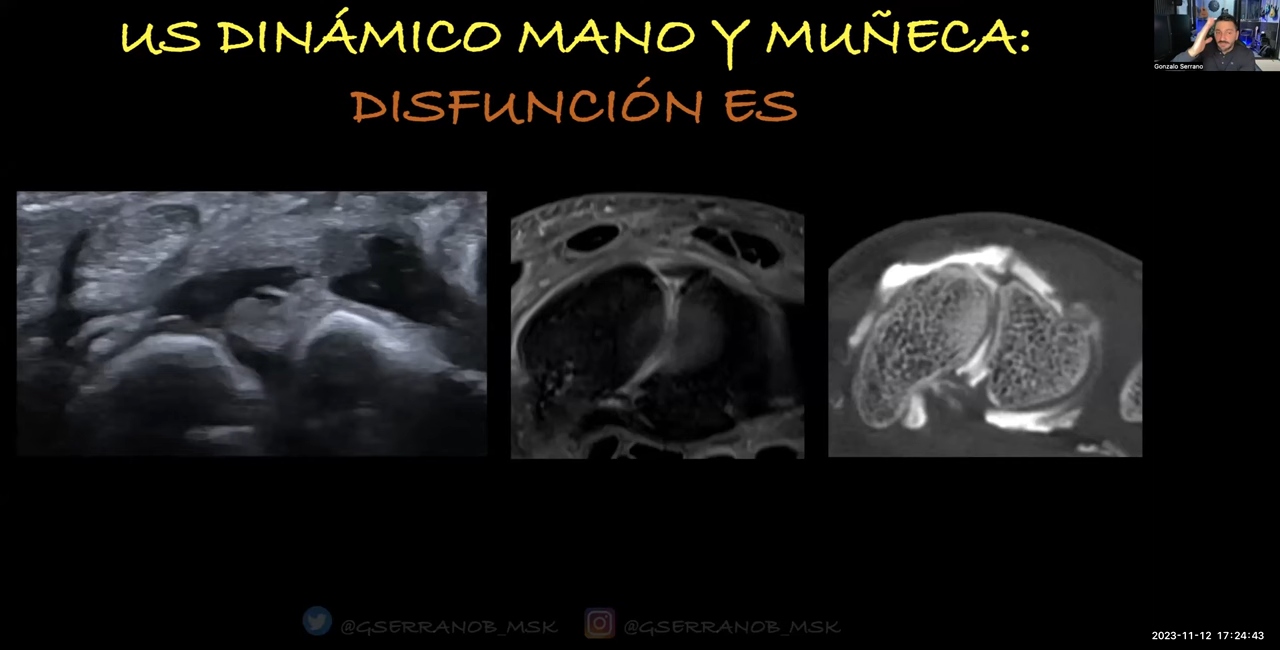 US DINÁMICO MANO Y MUÑECA:
DISFUNCIÓN ES
Gonzalo Serrano
@GSERRANOB_MSK @GSERRANOB_MSK
2023-11-12 17:24:43